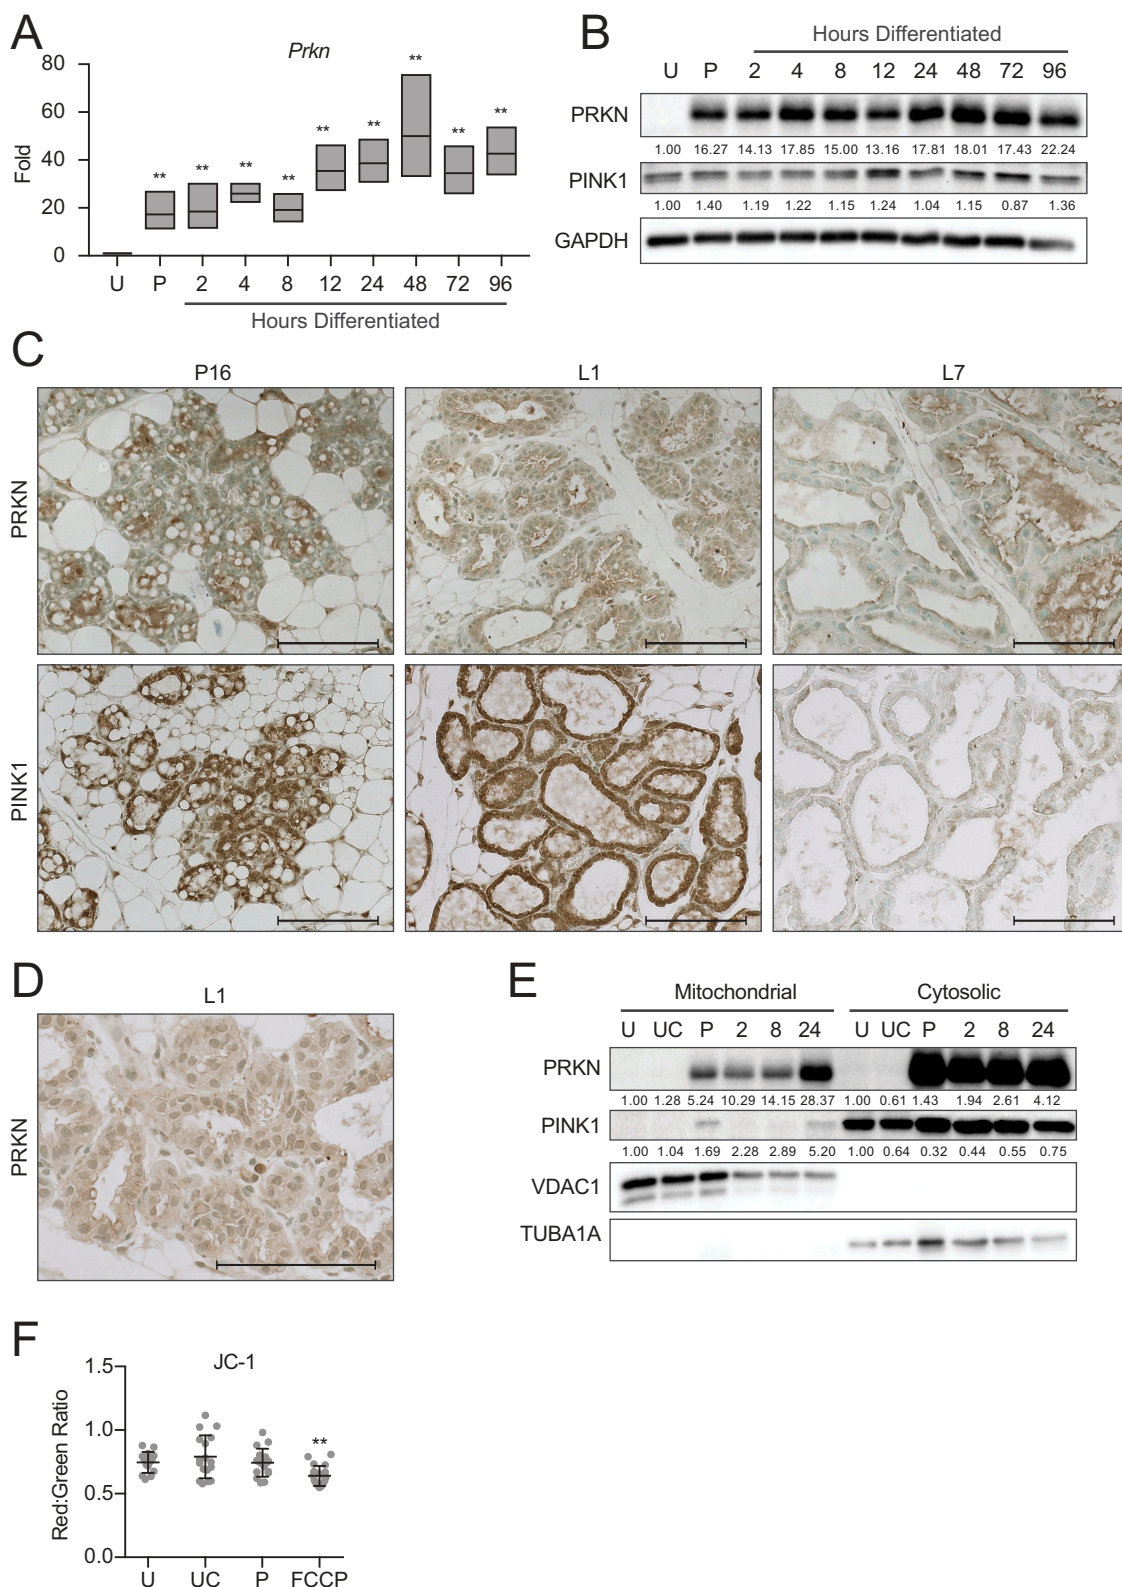 A
Prkn
Fold
80
60
40
20
0
** ** ** ** ** ** ** ** **
U P 2 4 8 12 24 48 72 96
Hours Differentiated
B
Hours Differentiated
U P 2 4 8 12 24 48 72 96
PRKN
1.00 16.27 14.13 17.85 15.00 13.16 17.81 18.01 17.43 22.24
PINK1
1.00 1.40 1.19 1.22 1.15 1.24 1.04 1.15 0.87 1.36
GAPDH
C
P16 L1 L7
PRKN
PINK1
D
L1
PRKN
E
Mitochondrial Cytosolic
U UC P 2 8 24 U UC P 2 8 24
PRKN
1.00 1.28 5.24 10.29 14.15 28.37 1.00 0.61 1.43 1.94 2.61 4.12
PINK1
1.00 1.04 1.69 2.28 2.89 5.20 1.00 0.64 0.32 0.44 0.55 0.75
VDAC1
TUBA1A
F
JC-1
Red:Green Ratio
1.5
1.0
0.5
0.0
**
U UC P FCCP